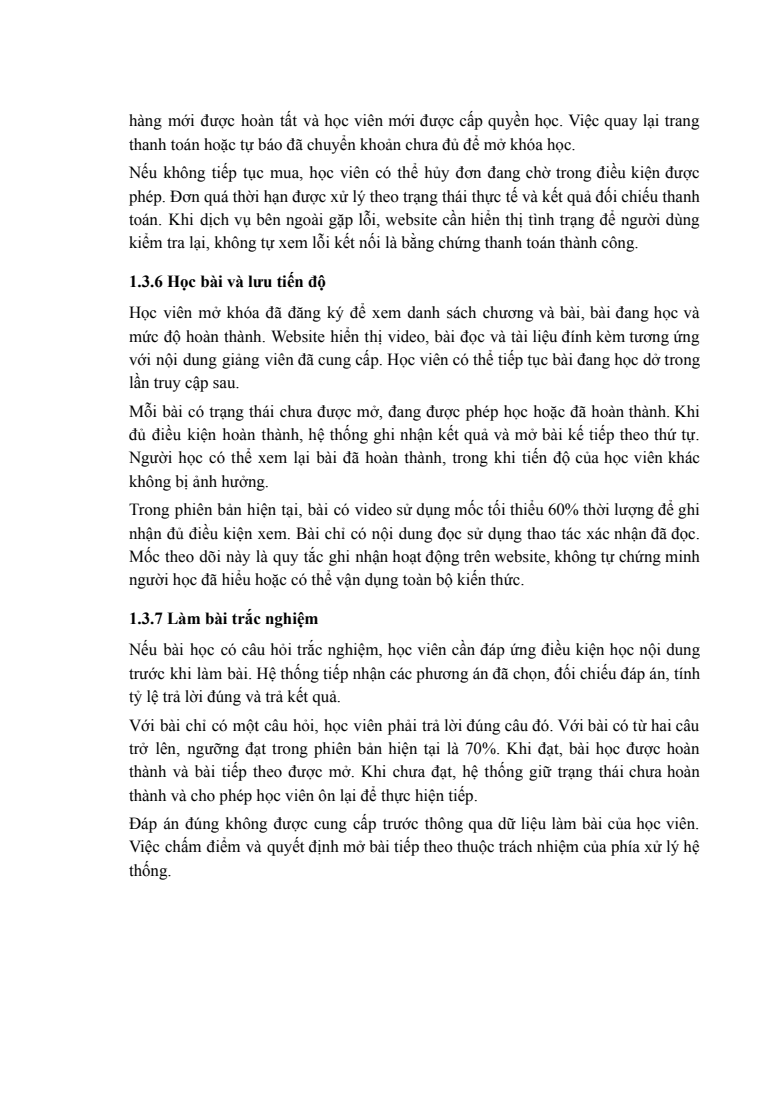 hàng mới được hoàn tất và học viên mới được cấp quyền học. Việc quay lại trang
thanh toán hoặc tự báo đã chuyển khoản chưa đủ để mở khóa học.
Nếu không tiếp tục mua, học viên có thể hủy đơn đang chờ trong điều kiện được
phép. Đơn quá thời hạn được xử lý theo trạng thái thực tế và kết quả đối chiếu thanh
toán. Khi dịch vụ bên ngoài gặp lỗi, website cần hiển thị tình trạng để người dùng
kiểm tra lại, không tự xem lỗi kết nối là bằng chứng thanh toán thành công.
1.3.6 Học bài và lưu tiến độ
Học viên mở khóa đã đăng ký để xem danh sách chương và bài, bài đang học và
mức độ hoàn thành. Website hiển thị video, bài đọc và tài liệu đính kèm tương ứng
với nội dung giảng viên đã cung cấp. Học viên có thể tiếp tục bài đang học dở trong
lần truy cập sau.
Mỗi bài có trạng thái chưa được mở, đang được phép học hoặc đã hoàn thành. Khi
đủ điều kiện hoàn thành, hệ thống ghi nhận kết quả và mở bài kế tiếp theo thứ tự.
Người học có thể xem lại bài đã hoàn thành, trong khi tiến độ của học viên khác
không bị ảnh hưởng.
Trong phiên bản hiện tại, bài có video sử dụng mốc tối thiểu 60% thời lượng để ghi
nhận đủ điều kiện xem. Bài chỉ có nội dung đọc sử dụng thao tác xác nhận đã đọc.
Mốc theo dõi này là quy tắc ghi nhận hoạt động trên website, không tự chứng minh
người học đã hiểu hoặc có thể vận dụng toàn bộ kiến thức.
1.3.7 Làm bài trắc nghiệm
Nếu bài học có câu hỏi trắc nghiệm, học viên cần đáp ứng điều kiện học nội dung
trước khi làm bài. Hệ thống tiếp nhận các phương án đã chọn, đối chiếu đáp án, tính
tỷ lệ trả lời đúng và trả kết quả.
Với bài chỉ có một câu hỏi, học viên phải trả lời đúng câu đó. Với bài có từ hai câu
trở lên, ngưỡng đạt trong phiên bản hiện tại là 70%. Khi đạt, bài học được hoàn
thành và bài tiếp theo được mở. Khi chưa đạt, hệ thống giữ trạng thái chưa hoàn
thành và cho phép học viên ôn lại để thực hiện tiếp.
Đáp án đúng không được cung cấp trước thông qua dữ liệu làm bài của học viên.
Việc chấm điểm và quyết định mở bài tiếp theo thuộc trách nhiệm của phía xử lý hệ
thống.